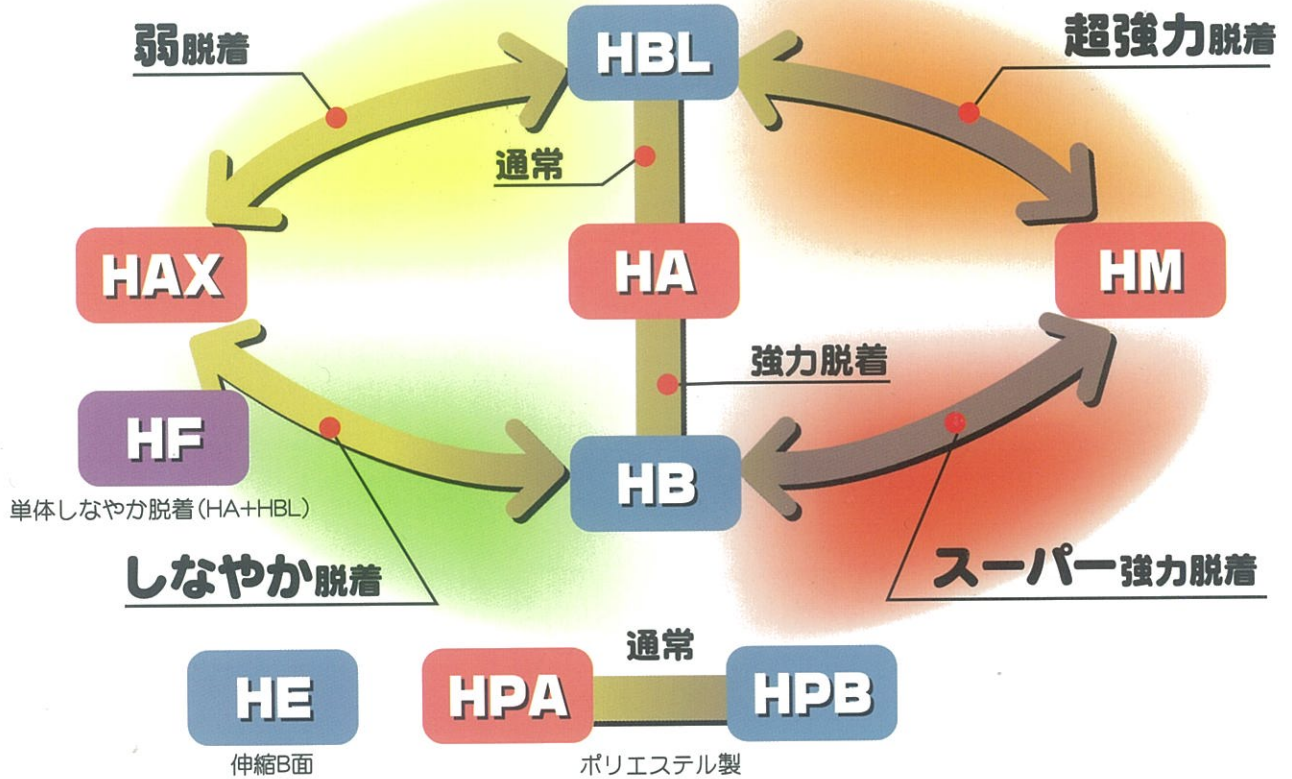 弱脱着
HBL
超強力脱着
通常
HAX
HA
HM
強力脱着
HF
HB
単体しなやか脱着(HA+HBL)
しなやか脱着
スーパー強力脱着
通常
HE
HPA
HPB
伸縮B面
ポリエステル製